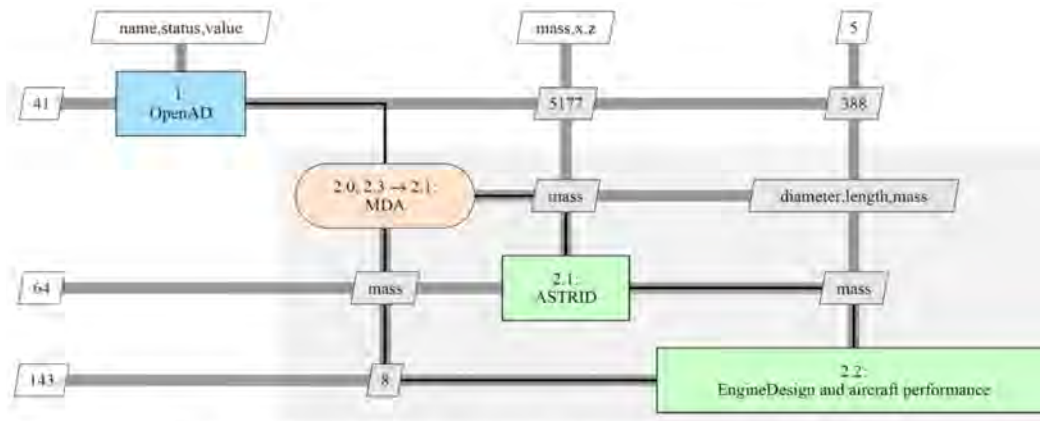 name,status,value
mass,x,z
5
41
1
OpenAD
5177
388
2.0, 2.3→2.1:
MDA
mass
diameter,length,mass
64
mass
2.1:
ASTRID
mass
143
8
2.2:
EngineDesign and aircraft performance